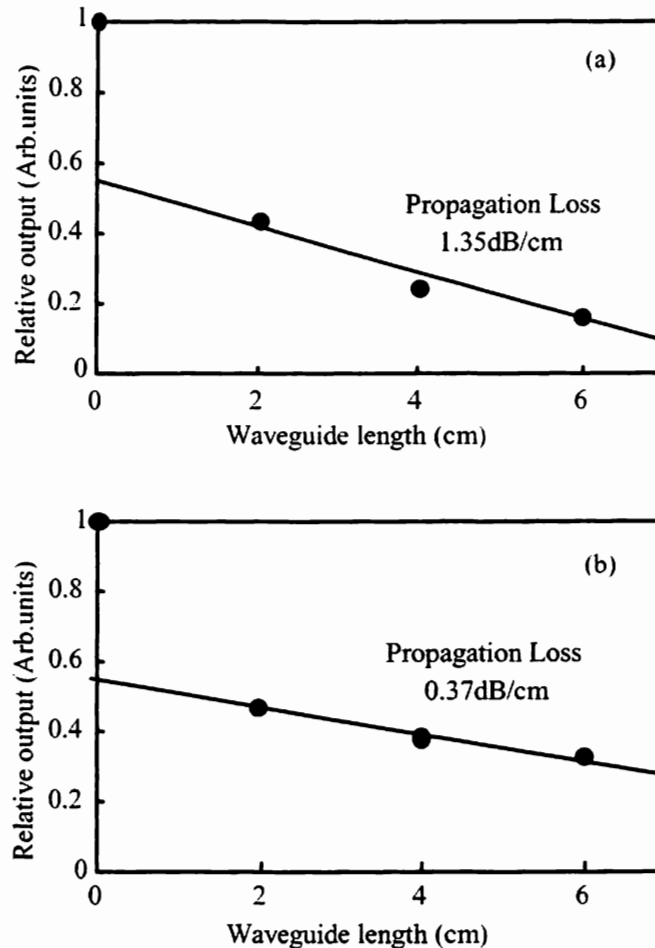 1
(a)
0.8
Relative output (Arb.units)
0.6
Propagation Loss
0.4
1.35dB/cm
0.2
0
0 2 4 6
Waveguide length (cm)
1
(b)
0.8
Relative output (Arb.units)
0.6
Propagation Loss
0.37dB/cm
0.4
0.2
0
0 2 4 6
Waveguide length (cm)